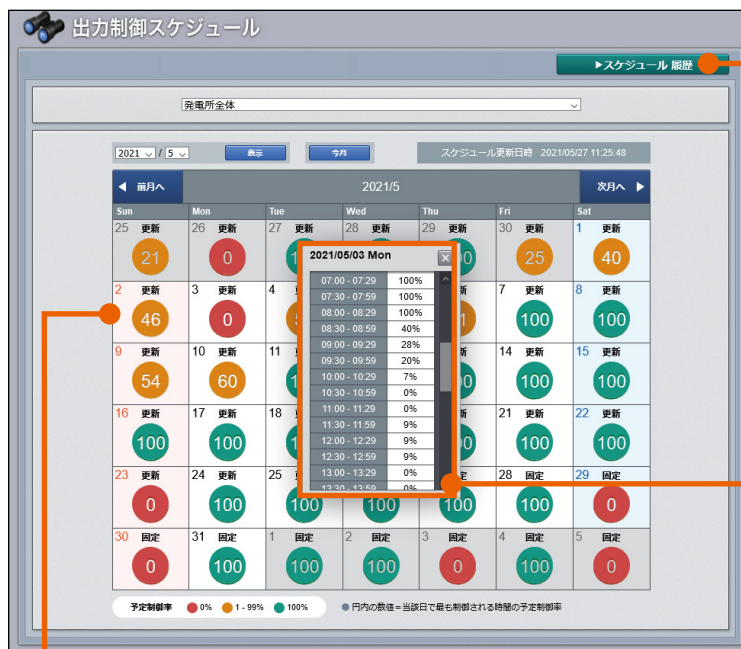 出力制御スケジュール
▶スケジュール 履歴
発電所全体
2021 / 5 表示 今月 スケジュール更新日時 2021/05/27 11:25:48
◀ 前月へ 2021/5 次月へ ▶
Sun Mon Tue Wed Thu Fri Sat
25 更新 26 更新 27 更新 28 更新 29 更新 30 更新 1 更新
21 0 25 40
2021/05/03 Mon
07:00 - 07:29 100%
07:30 - 07:59 100%
08:00 - 08:29 100%
08:30 - 08:59 40%
09:00 - 09:29 28%
09:30 - 09:59 20%
10:00 - 10:29 7%
10:30 - 10:59 0%
11:00 - 11:29 0%
11:30 - 11:59 9%
12:00 - 12:29 9%
12:30 - 12:59 9%
13:00 - 13:29 0%
13:30 - 13:59 0%
2 更新 3 更新 4 7 更新 8 更新
46 0 100 100
9 更新 10 更新 11 14 更新 15 更新
54 60 100 100
16 更新 17 更新 18 21 更新 22 更新
100 100 100 100
23 更新 24 更新 25 28 固定 29 固定
0 100 100 100 100 100 0
30 固定 31 固定 1 固定 2 固定 3 固定 4 固定 5 固定
0 100 100 100 0 100 0
予定制御率 0% 1 - 99% 100% 円内の数値=当該日で最も制御される時間の予定制御率